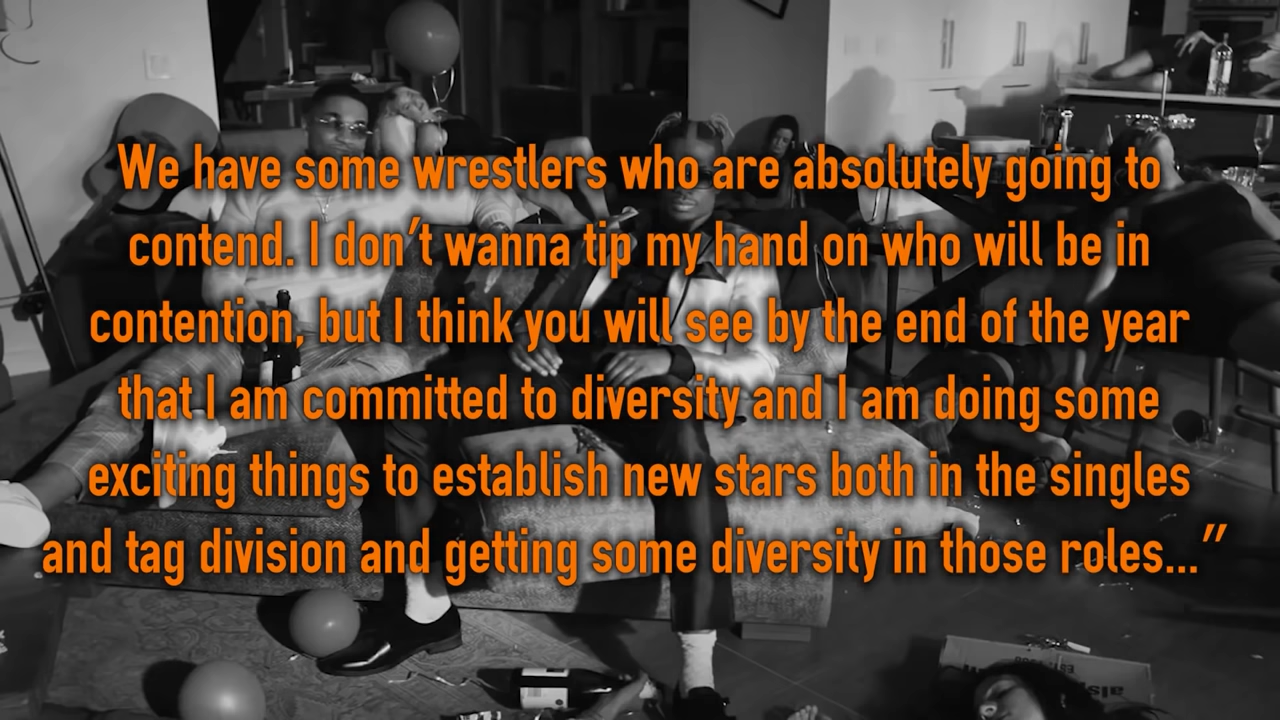 We have some wrestlers who are absolutely going to
contend. I don't wanna tip my hand on who will be in
contention, but I think you will see by the end of the year
that I am committed to diversity and I am doing some
exciting things to establish new stars both in the singles
and tag division and getting some diversity in those roles..."